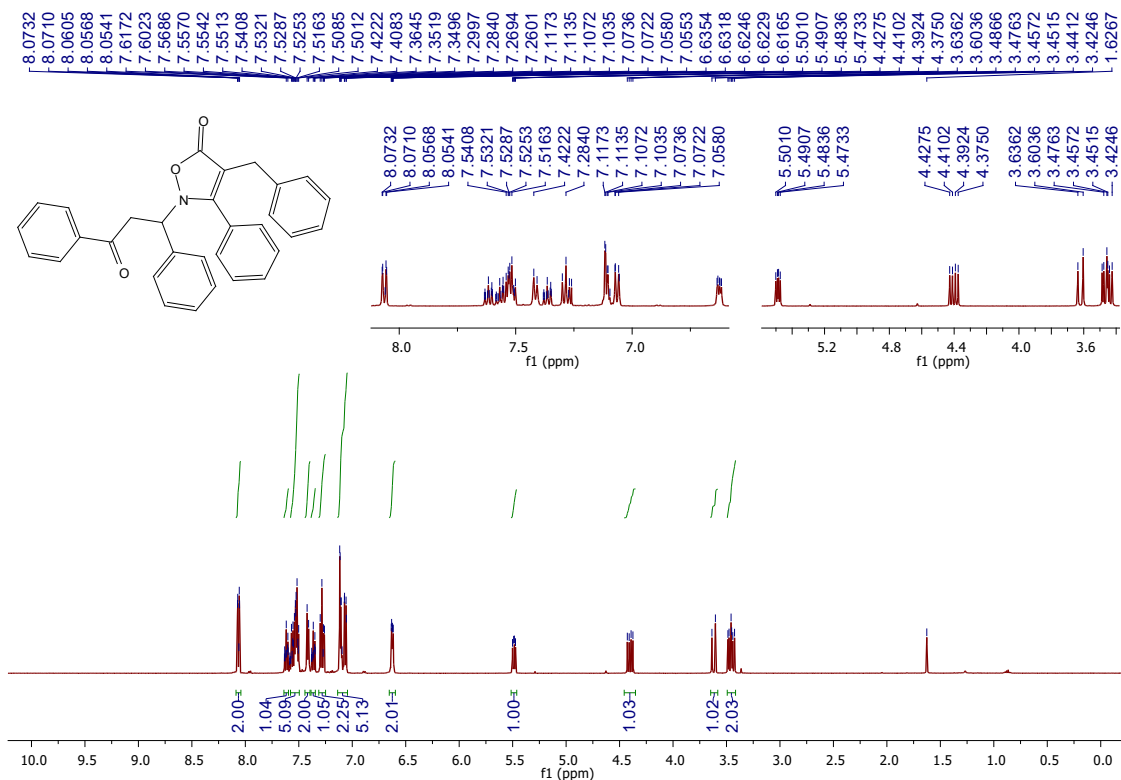 8.0732 8.0710 8.0605 8.0568 8.0541 7.6172 7.6023 7.5686 7.5570 7.5542 7.5513 7.5408 7.5321 7.5287 7.5253 7.5163 7.5085 7.5012 7.4222 7.4083 7.3645 7.3519 7.3496 7.2997 7.2840 7.2694 7.2601 7.1173 7.1135 7.1072 7.1035 7.0736 7.0722 7.0580 7.0553 6.6354 6.6318 6.6246 6.6229 6.6165 5.5010 5.4907 5.4836 5.4733 4.4275 4.4102 4.3924 4.3750 3.6362 3.6036 3.4866 3.4763 3.4572 3.4515 3.4412 3.4246 1.6267
O
O
N
O
8.0732 8.0710 8.0568 8.0541 7.5408 7.5321 7.5287 7.5253 7.5163 7.4222 7.2840 7.1173 7.1135 7.1072 7.1035 7.0736 7.0722 7.0580
8.0 7.5 7.0
f1 (ppm)
5.5010 5.4907 5.4836 5.4733 4.4275 4.4102 4.3924 4.3750 3.6362 3.6036 3.4763 3.4572 3.4515 3.4246
5.2 4.8 4.4 4.0 3.6
f1 (ppm)
2.00 1.04 5.09 2.00 1.05 2.25 5.13 2.01 1.00 1.03 1.02 2.03
10.0 9.5 9.0 8.5 8.0 7.5 7.0 6.5 6.0 5.5 5.0 4.5 4.0 3.5 3.0 2.5 2.0 1.5 1.0 0.5 0.0
f1 (ppm)